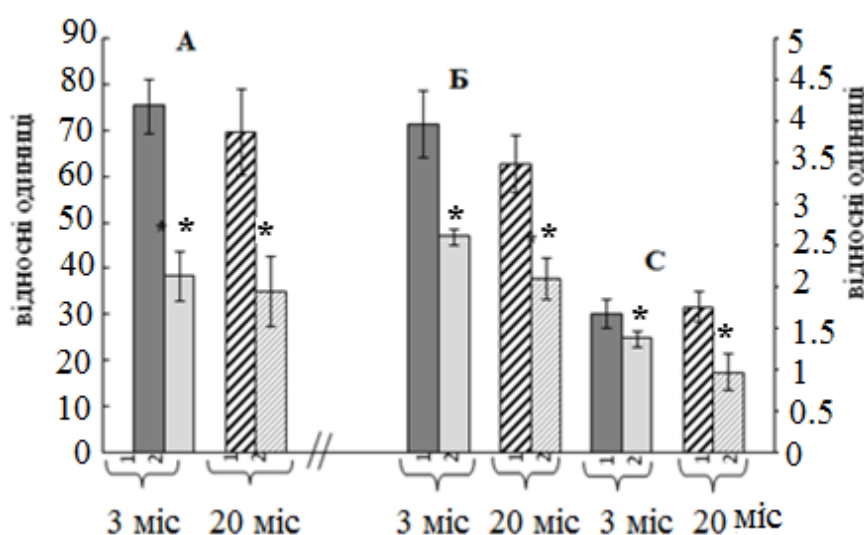 90
80
70
60
50
40
30
20
10
0
відносні одиниці
А
Б
С
* * * * * * *
5
4.5
4
3.5
3
2.5
2
1.5
1
0.5
0
відносні одиниці
1 2 1 2 // 1 2 1 2 1 2 1 2
3 міс 20 міс 3 міс 20 міс 3 міс 20 міс